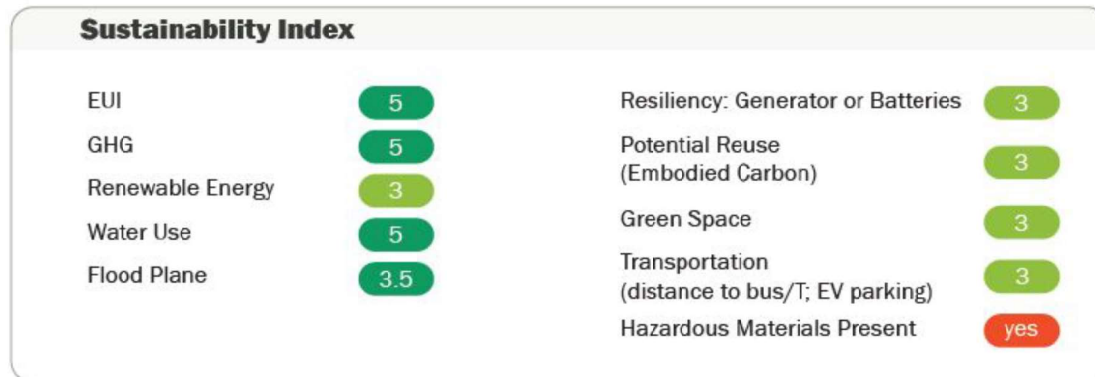 Sustainability Index
EUI 5
GHG 5
Renewable Energy 3
Water Use 5
Flood Plane 3.5
Resiliency: Generator or Batteries 3
Potential Reuse
(Embodied Carbon) 3
Green Space 3
Transportation
(distance to bus/T; EV parking) 3
Hazardous Materials Present yes